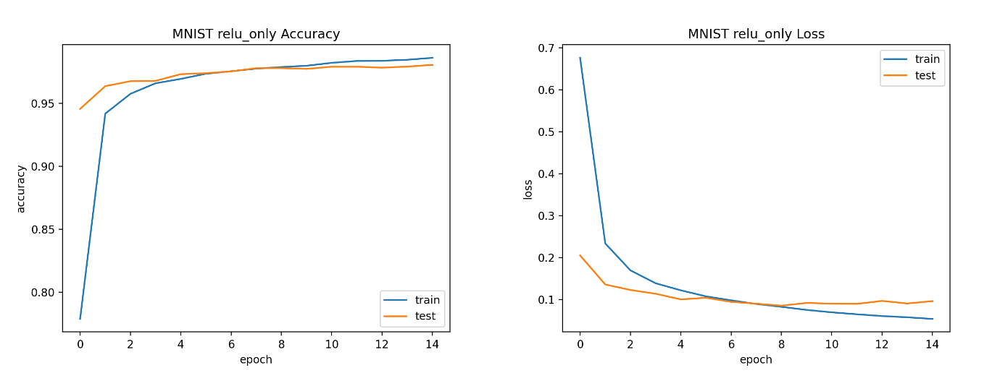 MNIST relu_only Accuracy
accuracy
0.95
0.90
0.85
0.80
0 2 4 6 8 10 12 14
epoch
train
test
MNIST relu_only Loss
loss
0.7
0.6
0.5
0.4
0.3
0.2
0.1
0 2 4 6 8 10 12 14
epoch
train
test